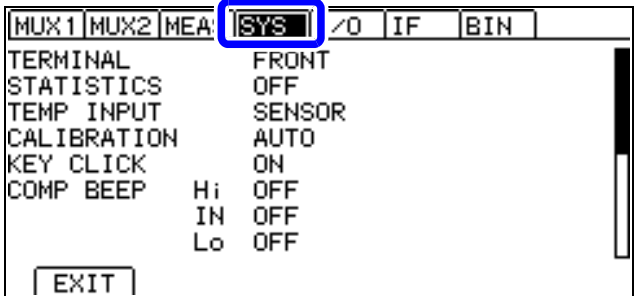 MUX1 MUX2 MEA SYS /O IF BIN
TERMINAL FRONT
STATISTICS OFF
TEMP INPUT SENSOR
CALIBRATION AUTO
KEY CLICK ON
COMP BEEP Hi OFF
IN OFF
Lo OFF
EXIT